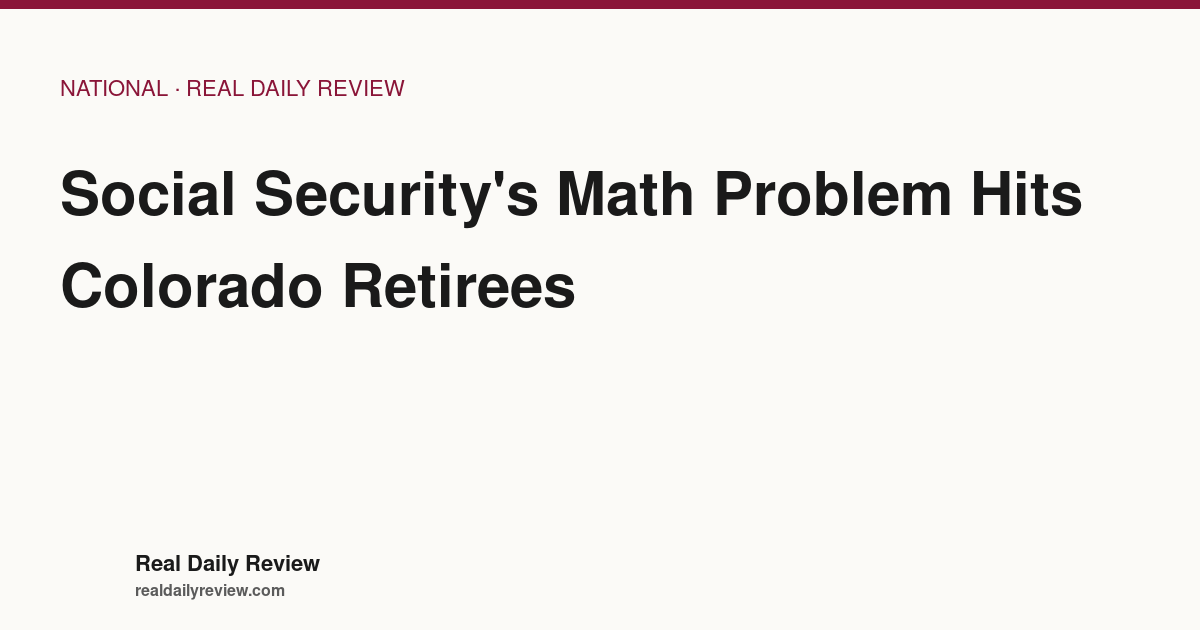 NATIONAL · REAL DAILY REVIEW
Social Security's Math Problem Hits
Colorado Retirees
Real Daily Review
realdailyreview.com